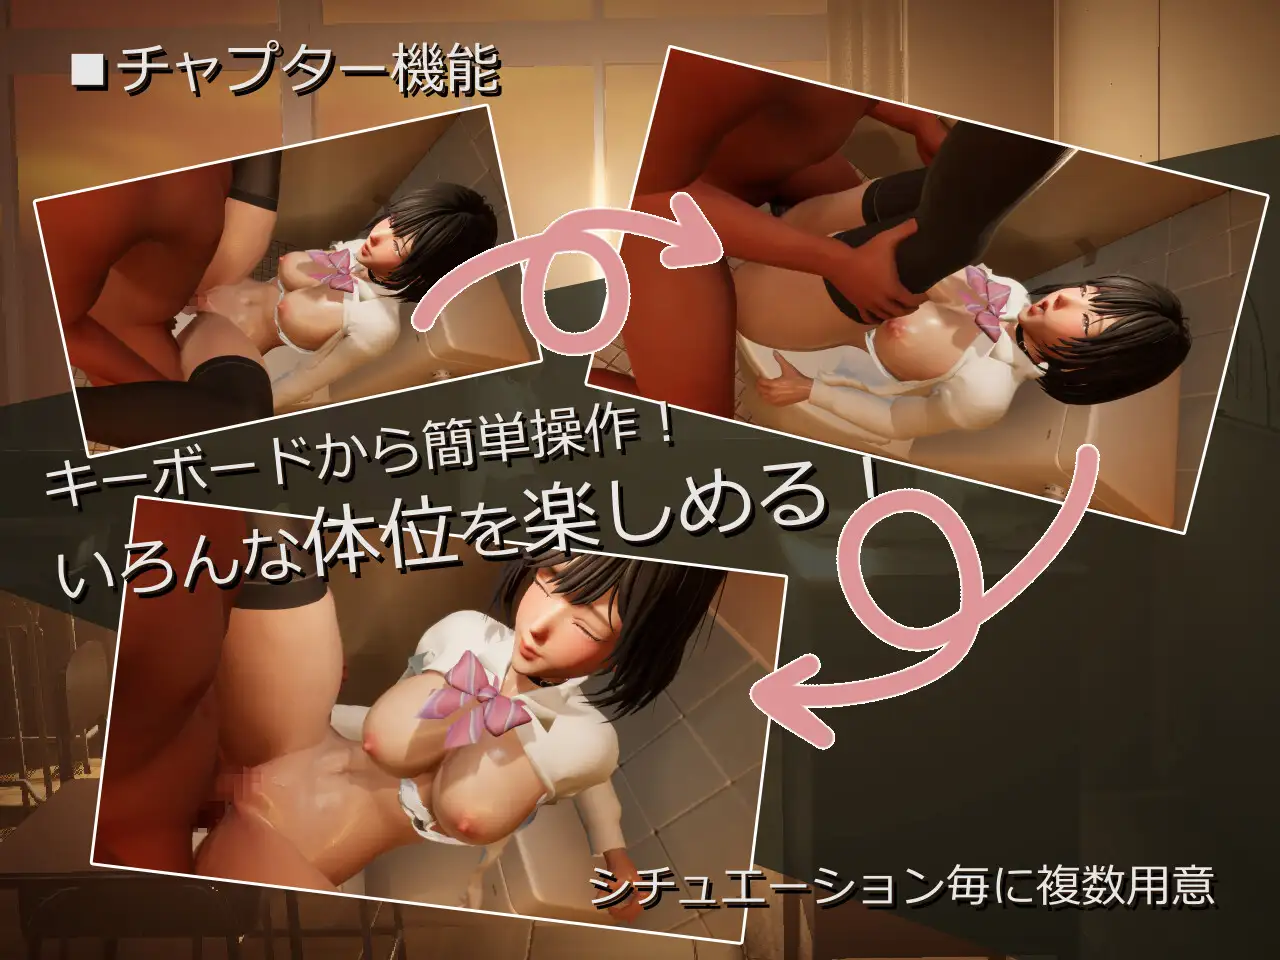 ■チャプター機能
キーボードから簡単操作！
いろんな体位を楽しめる！
シチュエーション毎に複数用意